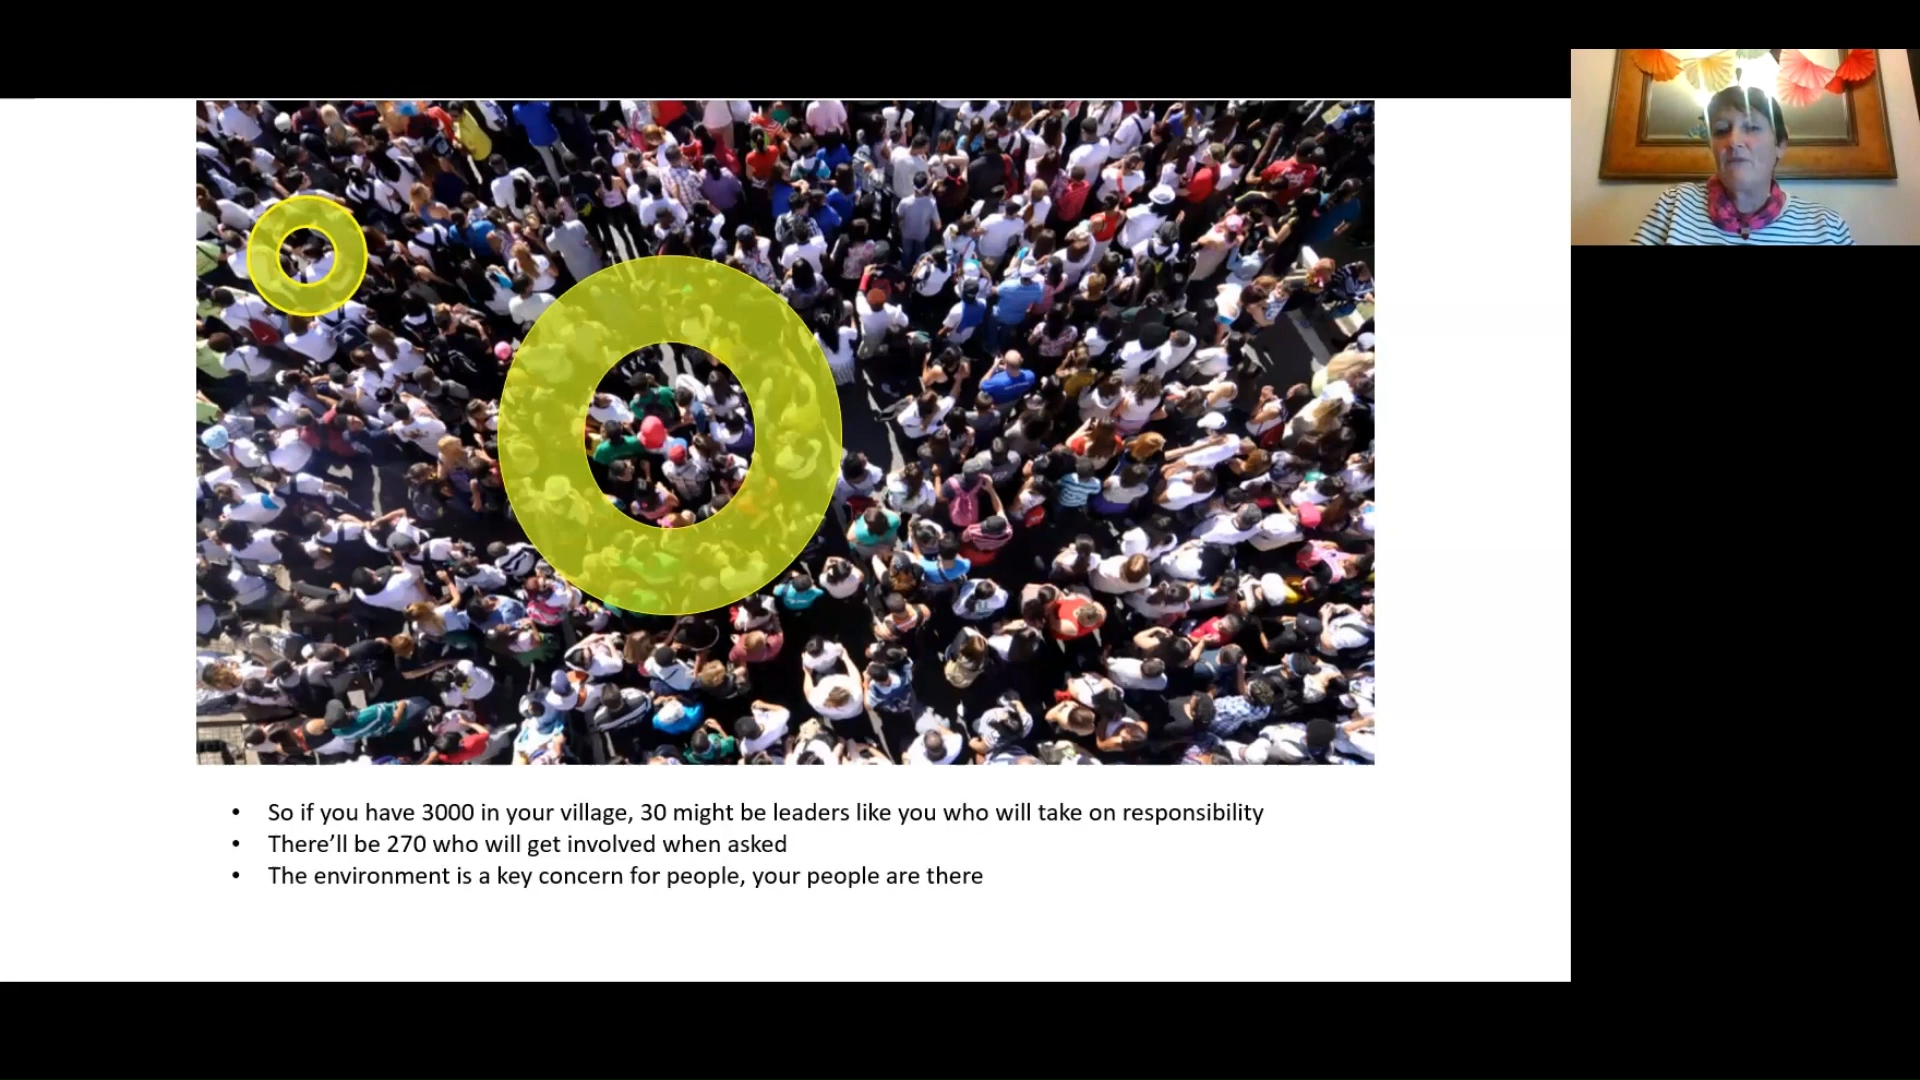 • So if you have 3000 in your village, 30 might be leaders like you who will take on responsibility
• There’ll be 270 who will get involved when asked
• The environment is a key concern for people, your people are there